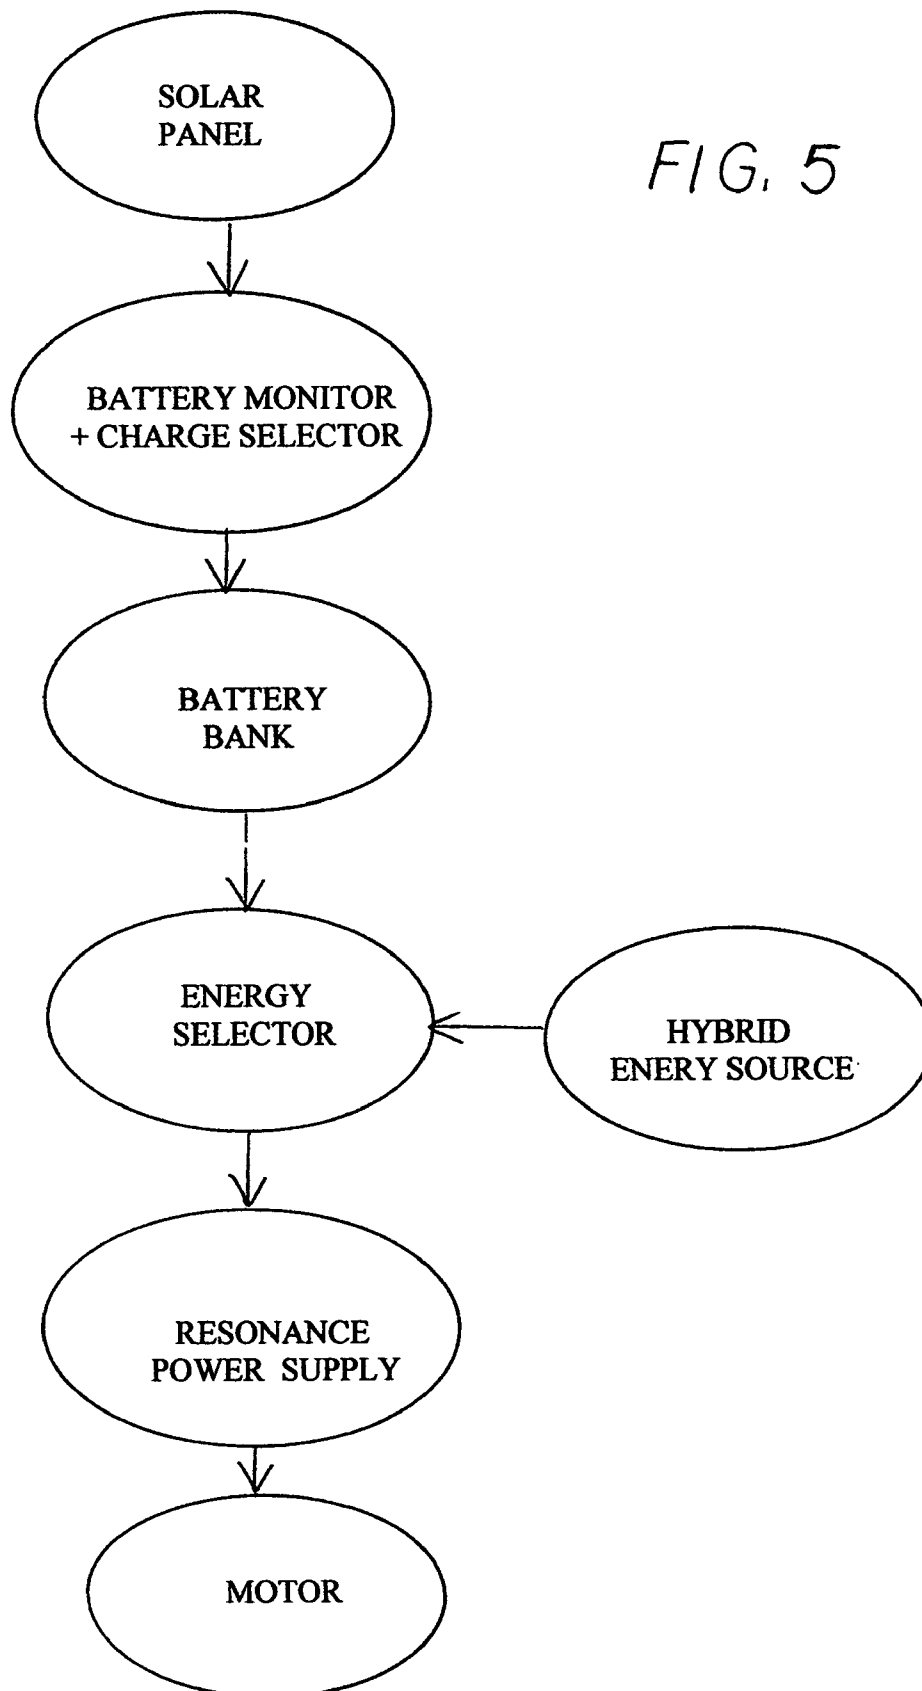 SOLAR
PANEL
FIG. 5
BATTERY MONITOR
+ CHARGE SELECTOR
BATTERY
BANK
ENERGY
SELECTOR
HYBRID
ENERY SOURCE
RESONANCE
POWER SUPPLY
MOTOR